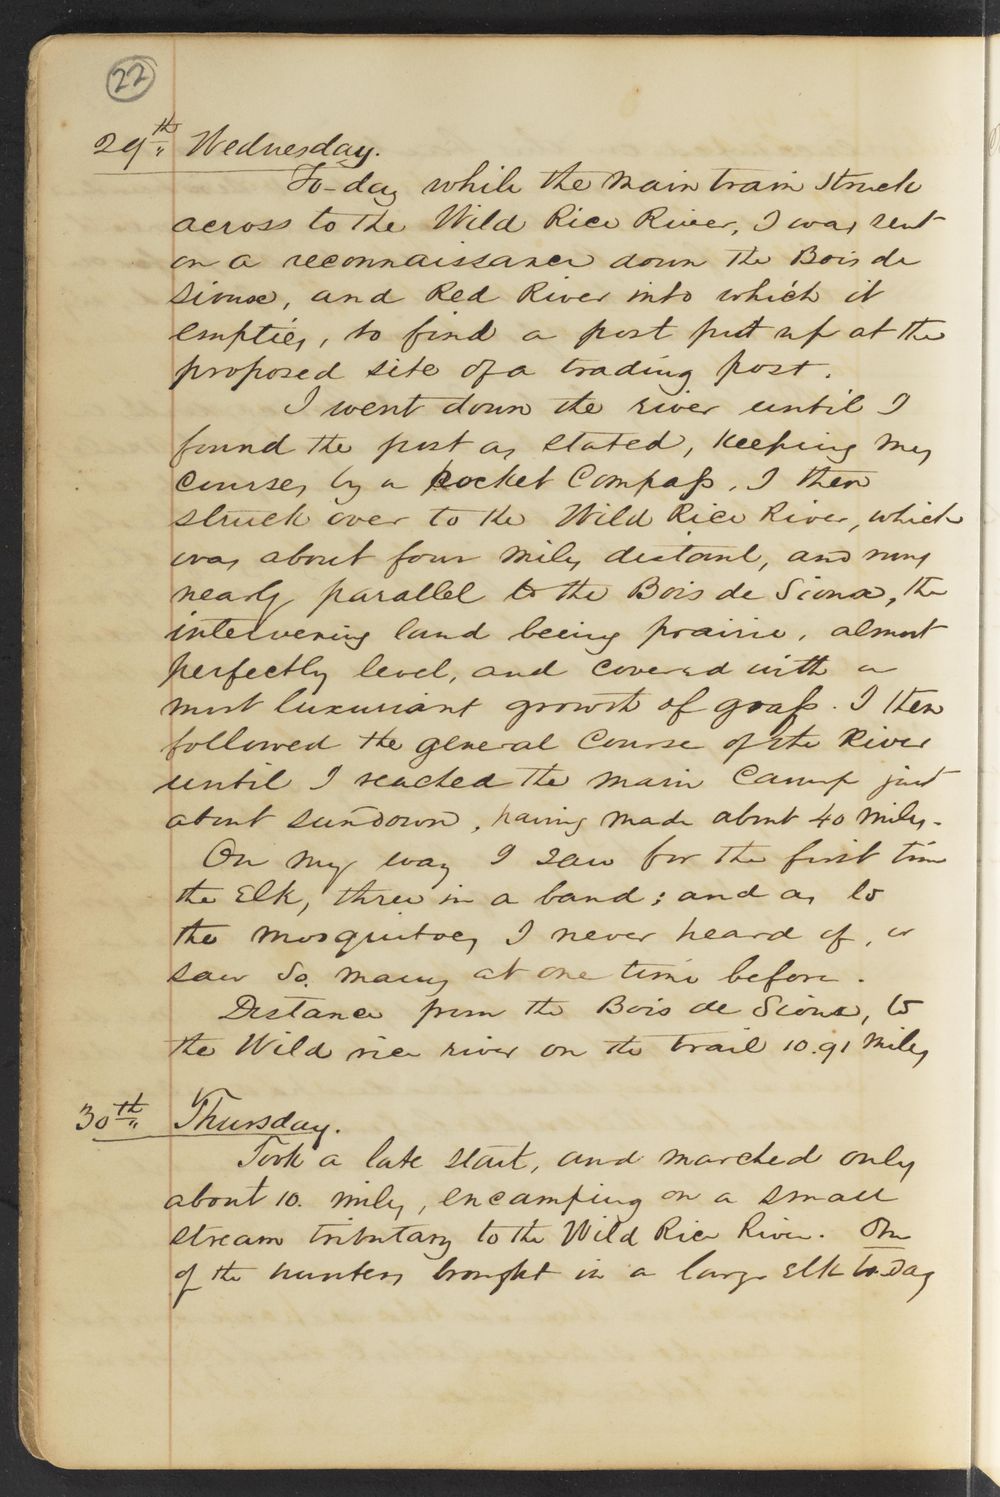 22
29th Wednesday.
To-day while the main train struck
across to the Wild Rice River, I was sent
on a reconnaissance down the Bois de
Sioux, and Red River into which it
empties, to find a post put up at the
proposed site of a trading post.
I went down the river until I
found the post as stated, keeping my
courses by a pocket Compass, I then
struck over to the Wild Rice River, which
was about four miles distant, and runs
nearly parallel to the Bois de Sioux, the
intervening land being prairie, almost
perfectly level, and covered with a
most luxuriant growth of grass. I then
followed the general course of the River
until I reached the main Camp just
about sundown, having made about 40 miles.
On my way I saw for the first time
the Elk, three in a band; and as to
the mosquitoes I never heard of, or
saw so many at one time before.
Distance from the Bois de Sioux, to
the Wild rice river on the trail 10.91 miles
30th Thursday.
Took a late start, and marched only
about 10. miles, encamping on a small
stream tributary to the Wild Rice River. One
of the hunters brought in a large Elk to-day